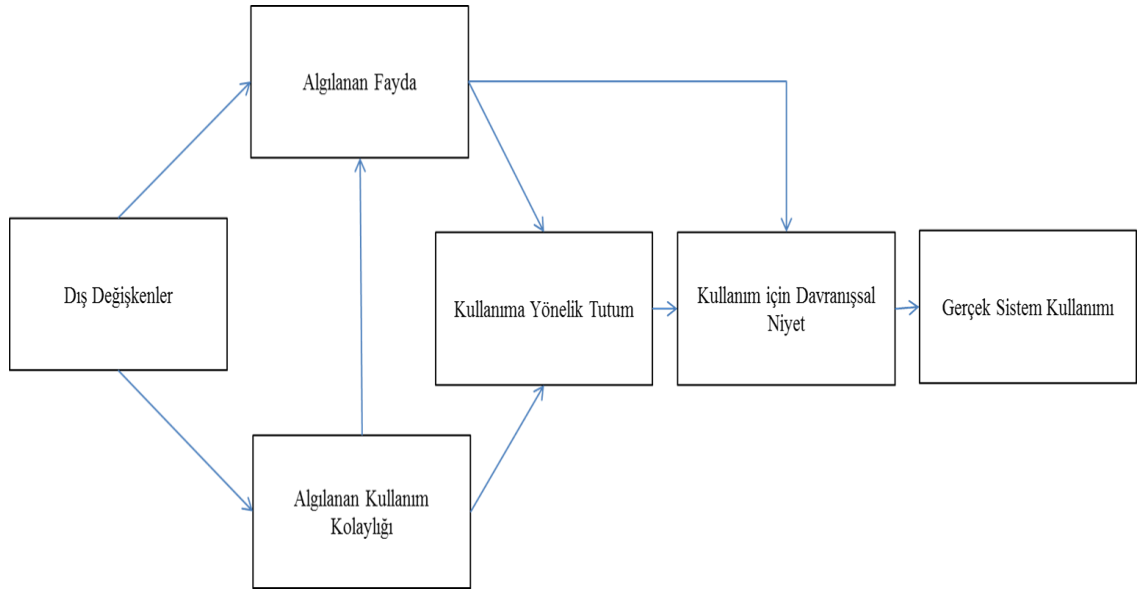 Algılanan Fayda
Dış Değişkenler
Kullanıma Yönelik Tutum
Kullanım için Davranışsal
Niyet
Gerçek Sistem Kullanımı
Algılanan Kullanım
Kolaylığı